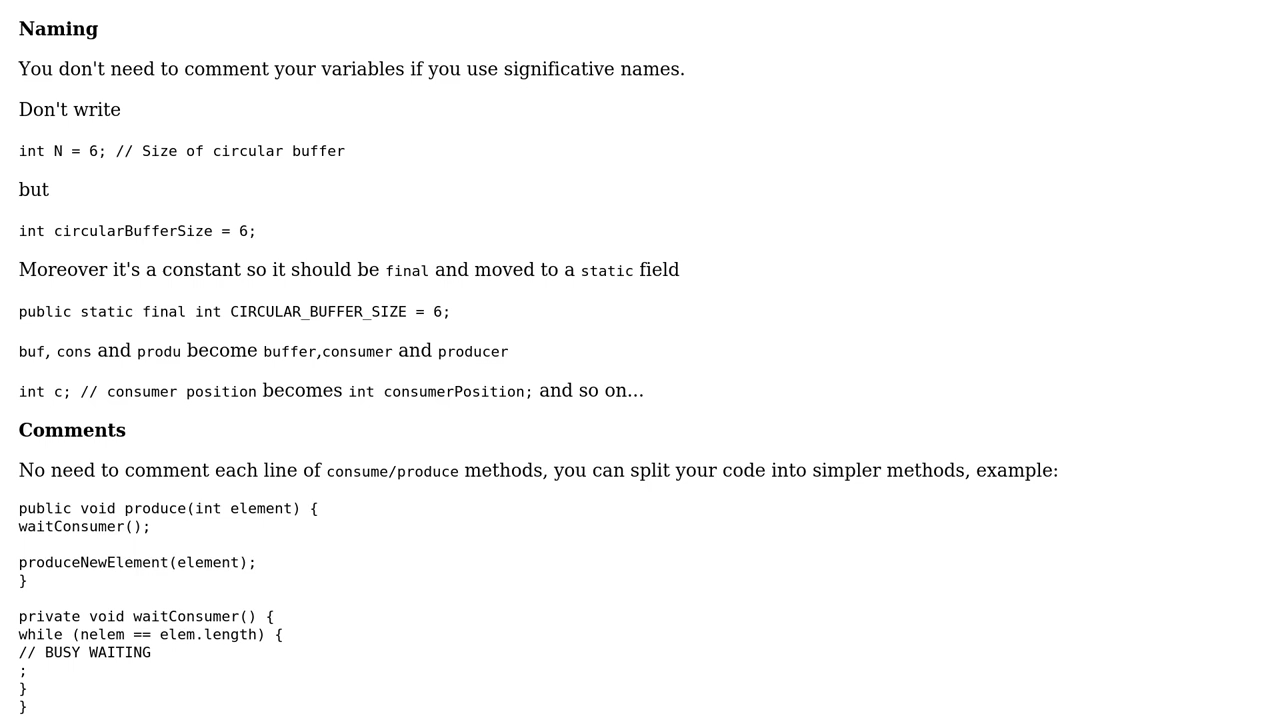 Naming
You don't need to comment your variables if you use significative names.
Don't write
int N = 6; // Size of circular buffer
but
int circularBufferSize = 6;
Moreover it's a constant so it should be final and moved to a static field
public static final int CIRCULAR_BUFFER_SIZE = 6;
buf, cons and produ become buffer,consumer and producer
int c; // consumer position becomes int consumerPosition; and so on...
Comments
No need to comment each line of consume/produce methods, you can split your code into simpler methods, example:
public void produce(int element) {
waitConsumer();
produceNewElement(element);
}
private void waitConsumer() {
while (nelem == elem.length) {
// BUSY WAITING
;
}
}